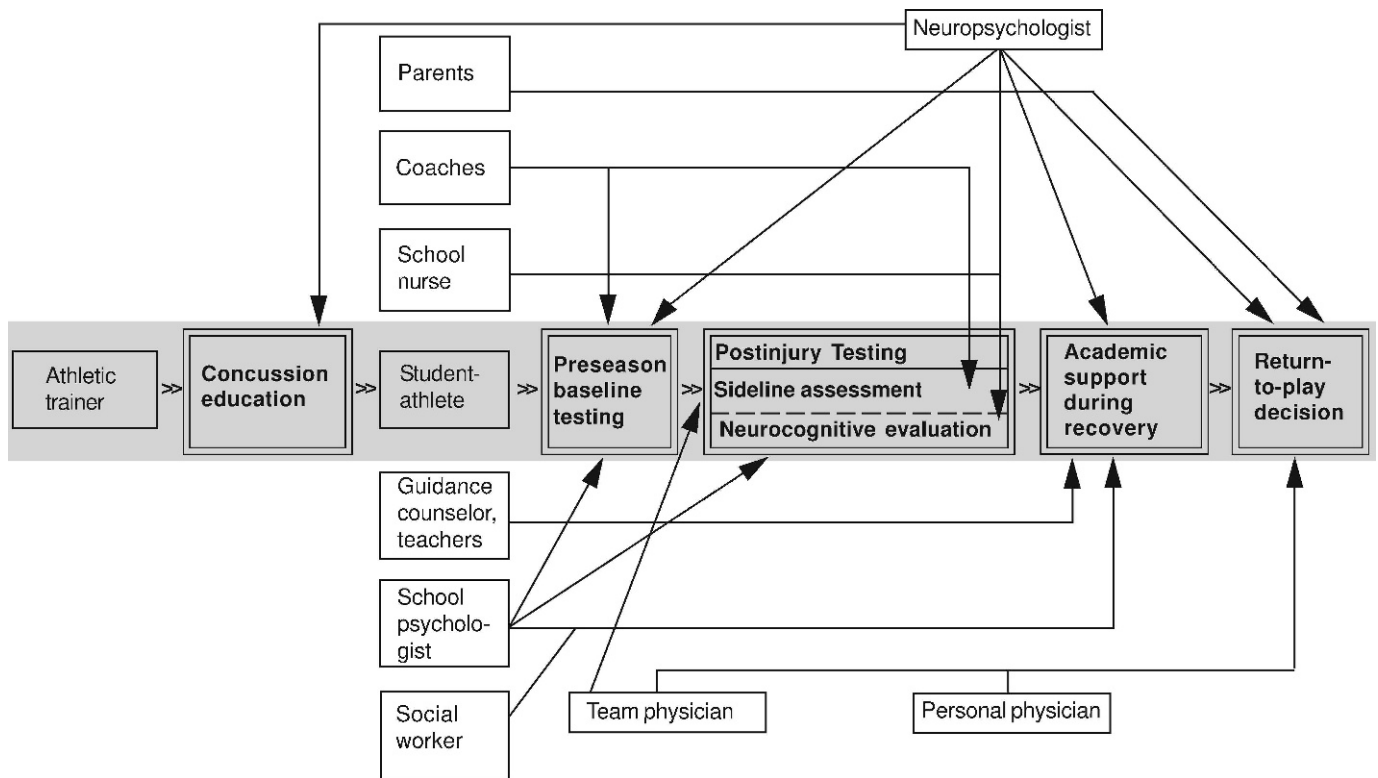 Neuropsychologist
Parents
Coaches
School
nurse
Athletic
trainer
>>
Concussion
education
>>
Student-
athlete
>>
Preseason
baseline
testing
>>
Postinjury Testing
Sideline assessment
Neurocognitive evaluation
>>
Academic
support
during
recovery
>>
Return-
to-play
decision
Guidance
counselor,
teachers
School
psycholo-
gist
Social
worker
Team physician
Personal physician